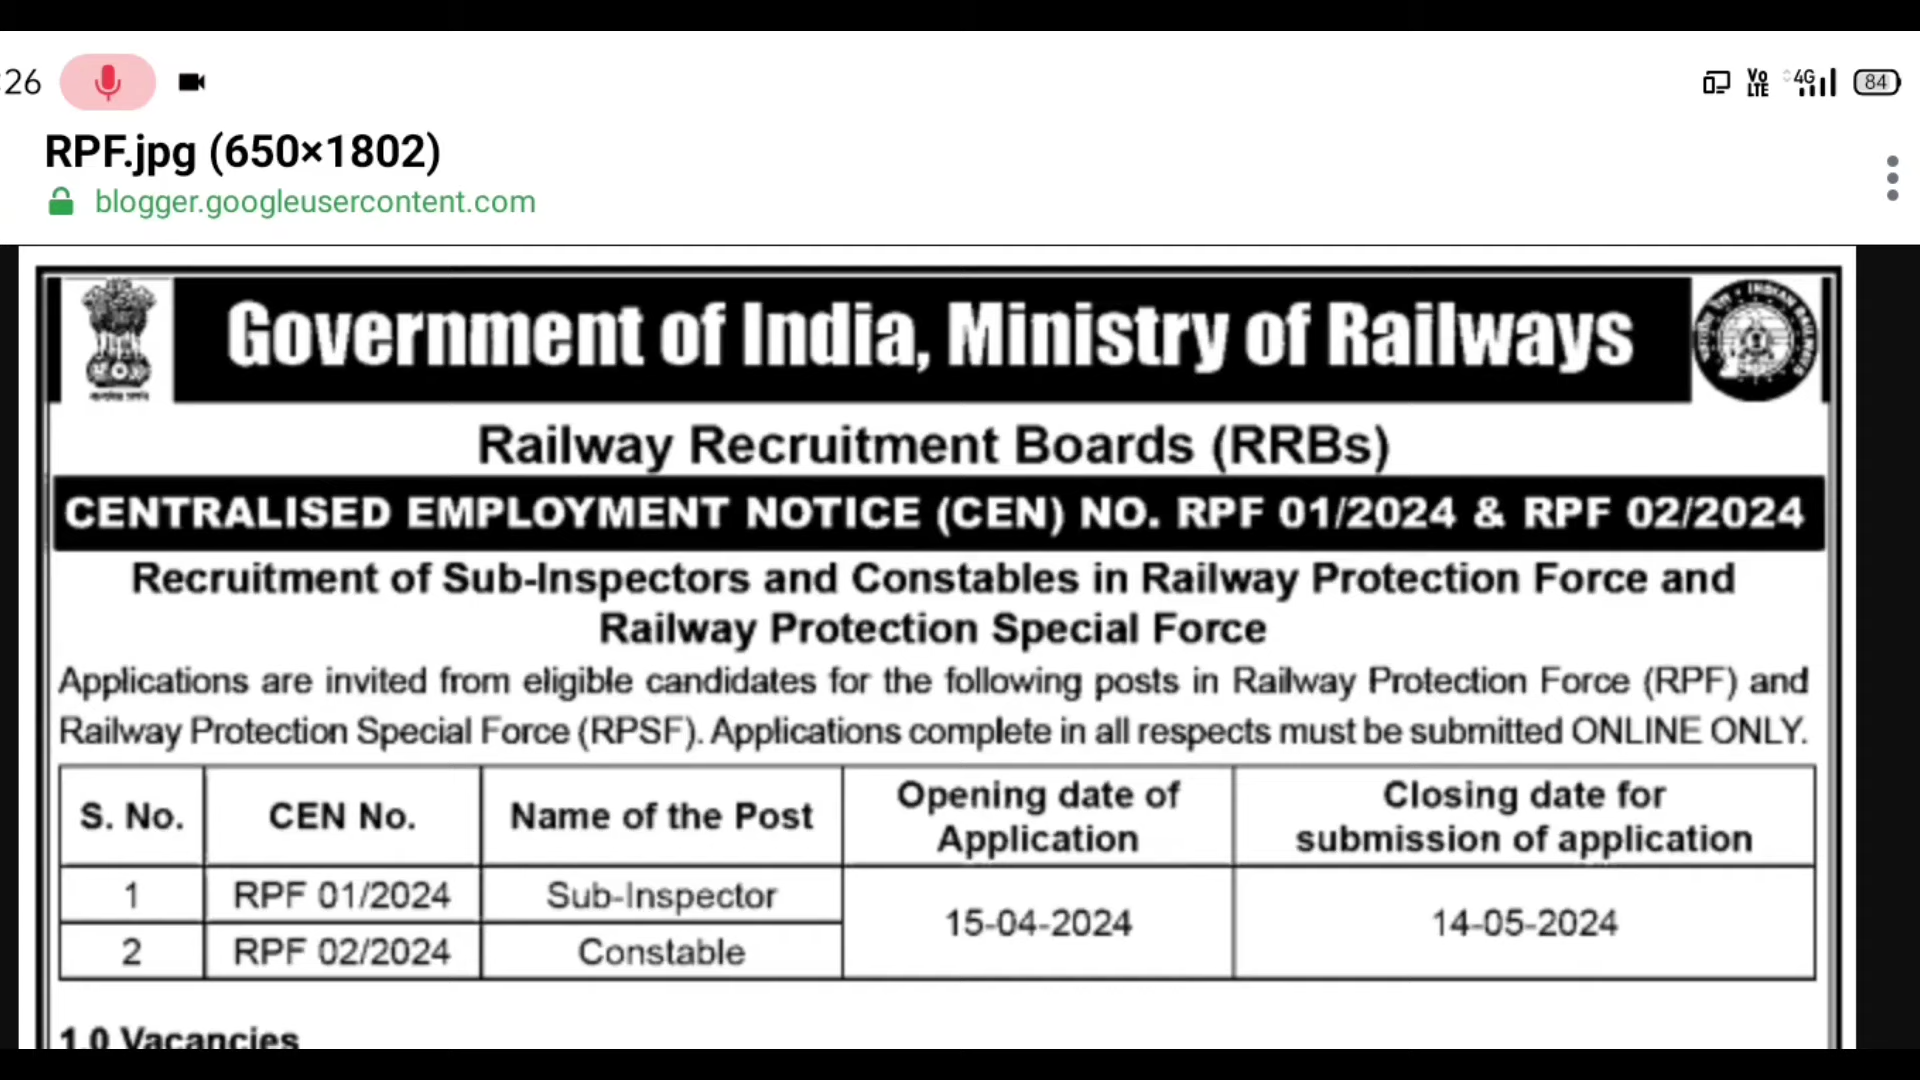 26
Vo
LTE
4G
84
RPF.jpg (650×1802)
blogger.googleusercontent.com
Government of India, Ministry of Railways
Railway Recruitment Boards (RRBs)
CENTRALISED EMPLOYMENT NOTICE (CEN) NO. RPF 01/2024 & RPF 02/2024
Recruitment of Sub-Inspectors and Constables in Railway Protection Force and
Railway Protection Special Force
Applications are invited from eligible candidates for the following posts in Railway Protection Force (RPF) and
Railway Protection Special Force (RPSF). Applications complete in all respects must be submitted ONLINE ONLY.
S. No. CEN No. Name of the Post Opening date of Application Closing date for submission of application
1 RPF 01/2024 Sub-Inspector 15-04-2024 14-05-2024
2 RPF 02/2024 Constable
1.0 Vacancies